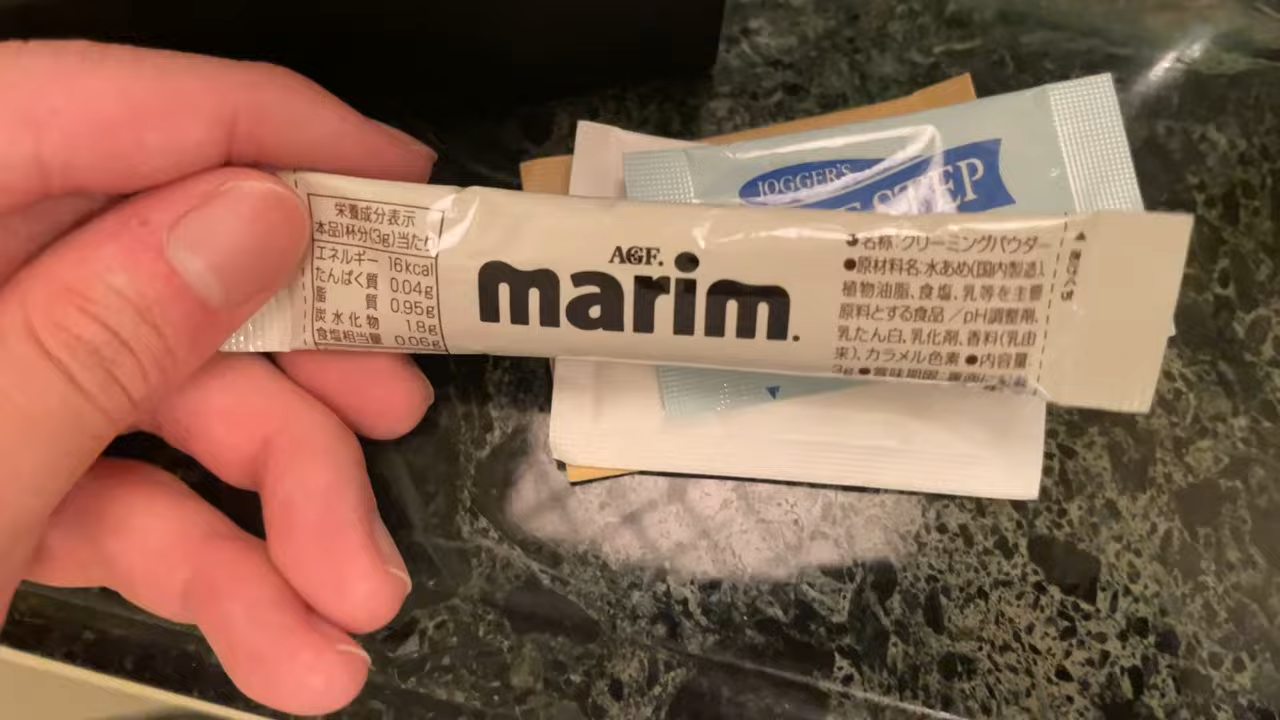 栄養成分表示
本品1杯分(3g)当たり
エネルギー 16kcal
たんぱく質 0.04g
脂 質 0.95g
炭水化物 1.8g
食塩相当量 0.06g
AGF.
marim.
名称:クリーミングパウダー
●原材料名:水あめ(国内製造)、
植物油脂、食塩、乳等を主要
原料とする食品/pH調整剤、
乳たん白、乳化剤、香料(乳由
来)、カラメル色素 ●内容量
3g ●賞味期限:
JOGGER'S
STEP